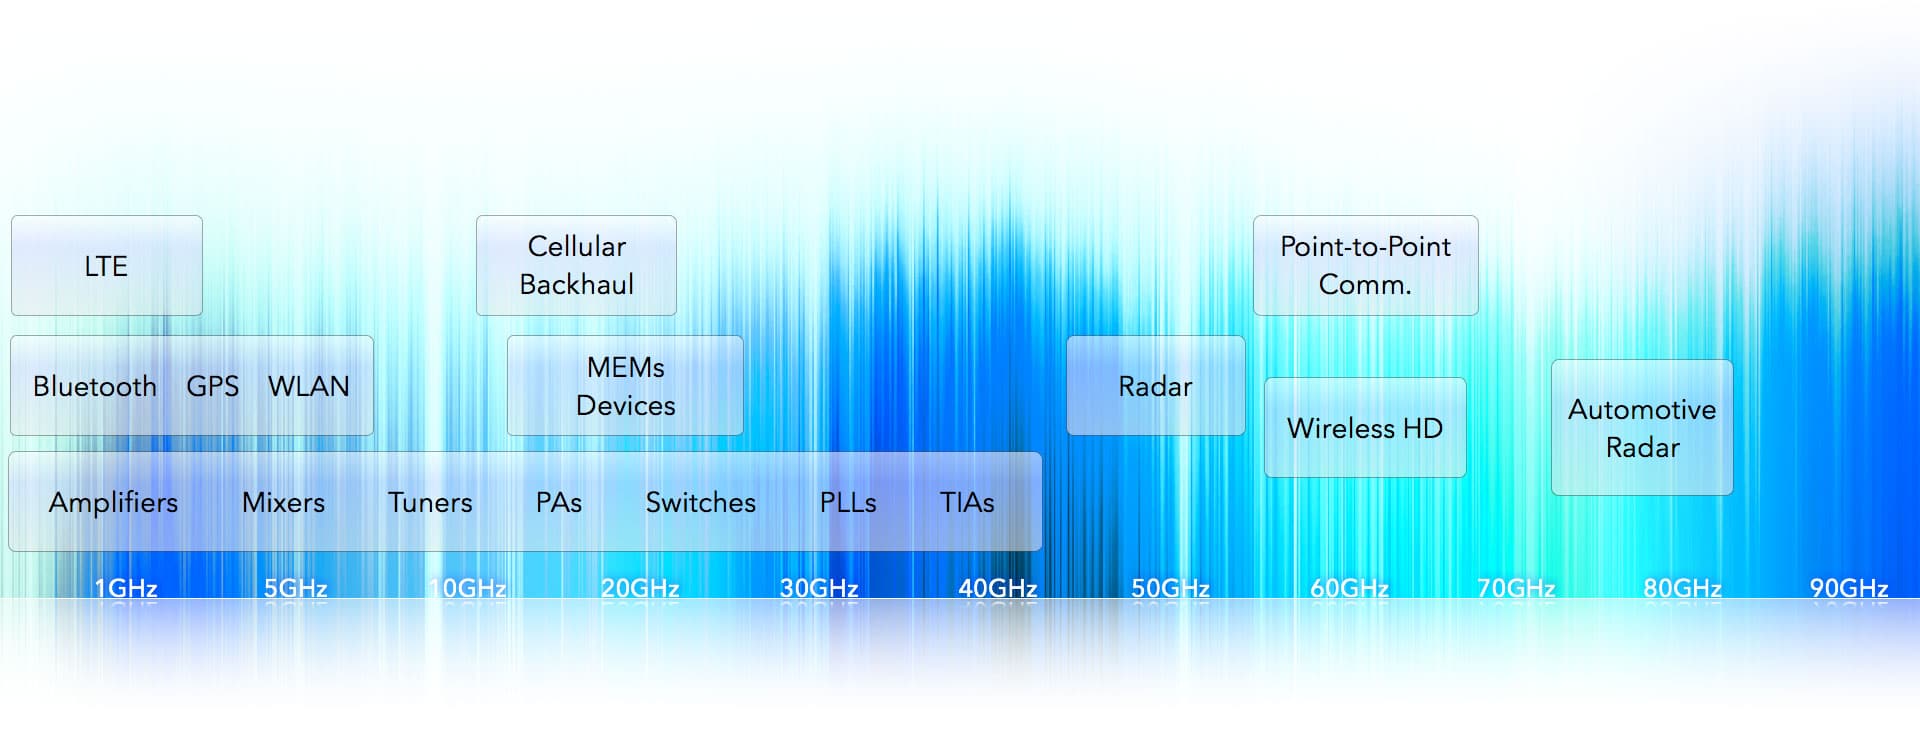 LTE
Cellular
Backhaul
Point-to-Point
Comm.
Bluetooth GPS WLAN
MEMs
Devices
Radar
Wireless HD
Automotive
Radar
Amplifiers Mixers Tuners PAs Switches PLLs TIAs
1GHz 5GHz 10GHz 20GHz 30GHz 40GHz 50GHz 60GHz 70GHz 80GHz 90GHz